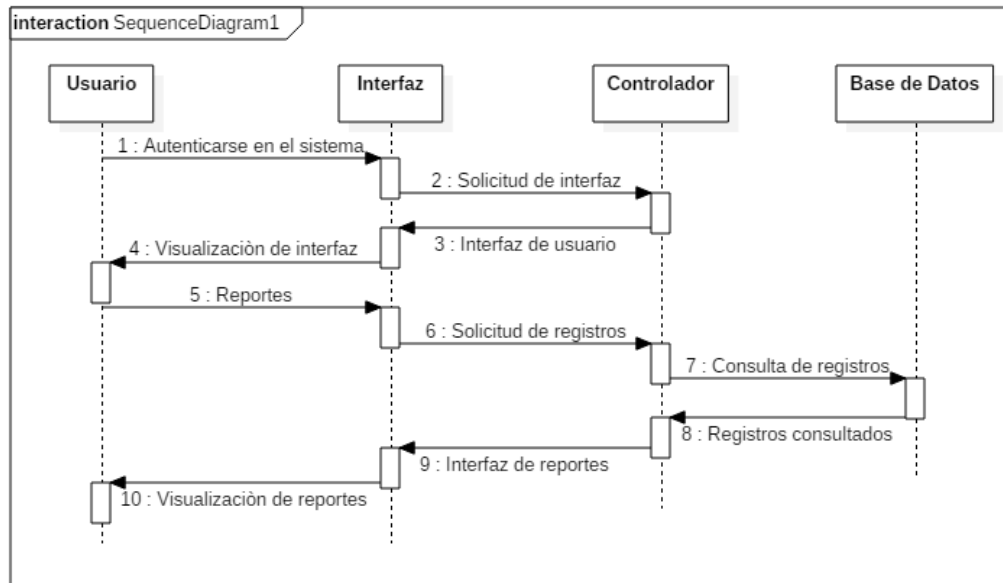 interaction SequenceDiagram1
Usuario
Interfaz
Controlador
Base de Datos
1 : Autenticarse en el sistema
2 : Solicitud de interfaz
3 : Interfaz de usuario
4 : Visualizaciòn de interfaz
5 : Reportes
6 : Solicitud de registros
7 : Consulta de registros
8 : Registros consultados
9 : Interfaz de reportes
10 : Visualizaciòn de reportes